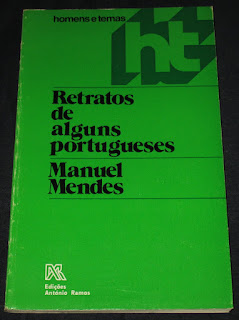 homens e temas
ht
Retratos
de
alguns
portugueses
Manuel
Mendes
Edições
António Ramos